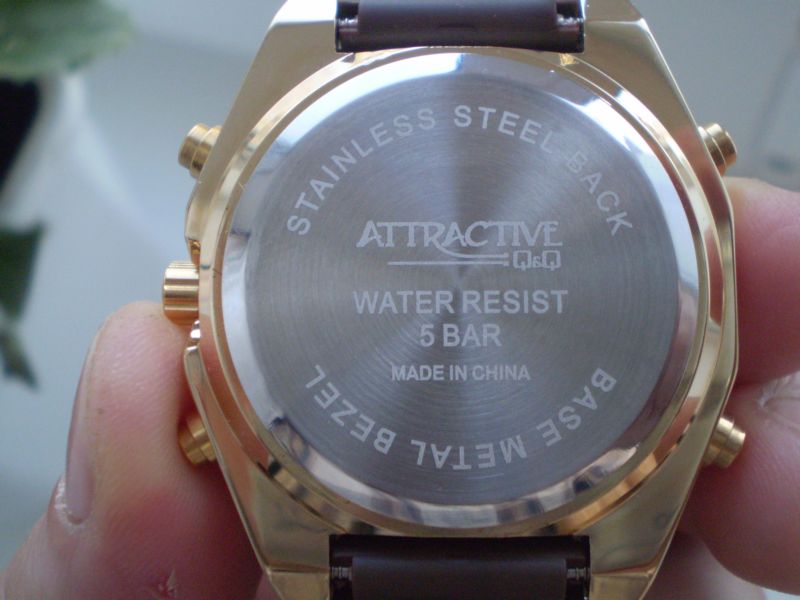 STAINLESS STEEL BACK
ATTRACTIVE
Q&Q
WATER RESIST
5 BAR
MADE IN CHINA
BASE METAL BEZEL